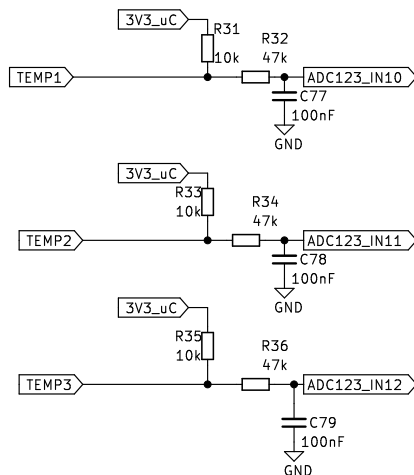 3V3_uC
R31
10k
R32
47k
TEMP1
ADC123_IN10
C77
100nF
GND
3V3_uC
R33
10k
R34
47k
TEMP2
ADC123_IN11
C78
100nF
GND
3V3_uC
R35
10k
R36
47k
TEMP3
ADC123_IN12
C79
100nF
GND